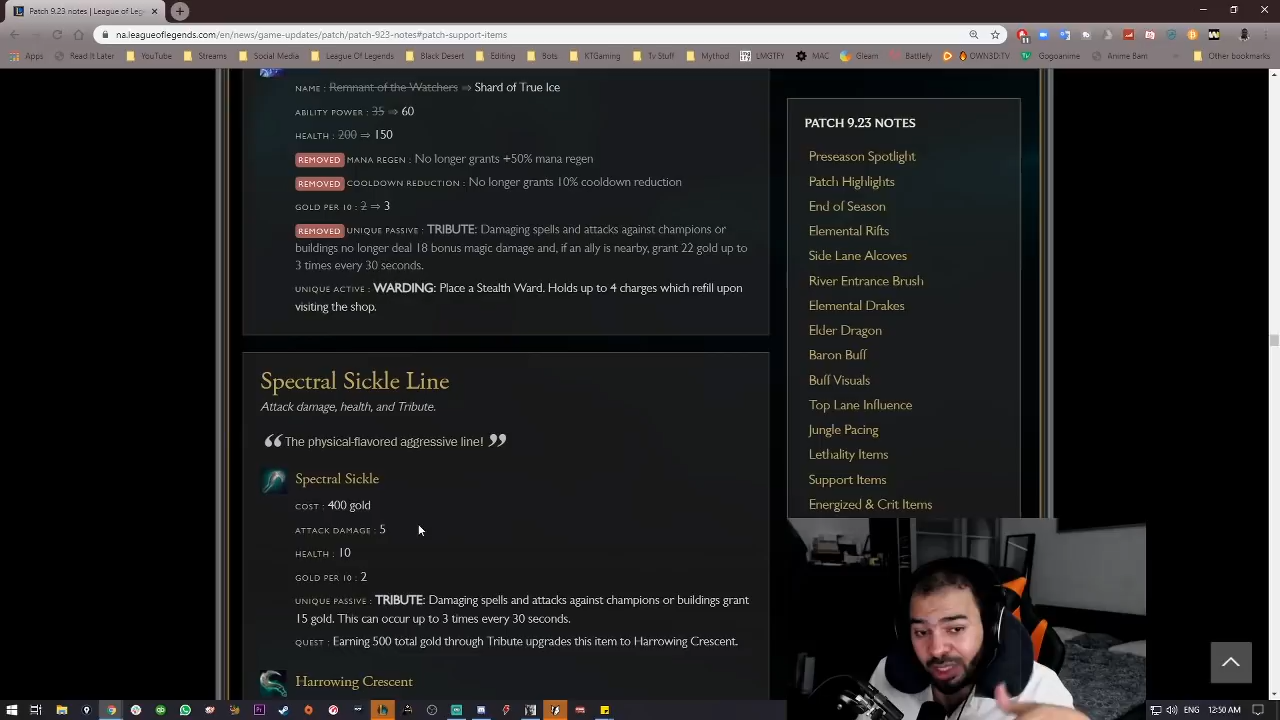 Patch 9.23 notes | League of Leg
na.leagueoflegends.com/en/news/game-updates/patch/patch-923-notes#patch-support-items
Apps Read It Later YouTube Streams Social Media League Of Legends Black Desert Editing Bots KTGaming Tv Stuff Mythod LMGTFY MAC Gleam Battlefy OWN3D.TV Gogoanime Anime Bam. Other bookmarks
NAME : Remnant of the Watchers ⇒ Shard of True Ice
ABILITY POWER : 35 ⇒ 60
HEALTH : 200 ⇒ 150
REMOVED MANA REGEN : No longer grants +50% mana regen
REMOVED COOLDOWN REDUCTION : No longer grants 10% cooldown reduction
GOLD PER 10 : 2 ⇒ 3
REMOVED UNIQUE PASSIVE : TRIBUTE: Damaging spells and attacks against champions or
buildings no longer deal 18 bonus magic damage and, if an ally is nearby, grant 22 gold up to
3 times every 30 seconds.
UNIQUE ACTIVE : WARDING: Place a Stealth Ward. Holds up to 4 charges which refill upon
visiting the shop.
Spectral Sickle Line
Attack damage, health, and Tribute.
❝ The physical-flavored aggressive line! ❞
Spectral Sickle
COST : 400 gold
ATTACK DAMAGE : 5
HEALTH : 10
GOLD PER 10 : 2
UNIQUE PASSIVE : TRIBUTE: Damaging spells and attacks against champions or buildings grant
15 gold. This can occur up to 3 times every 30 seconds.
QUEST : Earning 500 total gold through Tribute upgrades this item to Harrowing Crescent.
Harrowing Crescent
PATCH 9.23 NOTES
Preseason Spotlight
Patch Highlights
End of Season
Elemental Rifts
Side Lane Alcoves
River Entrance Brush
Elemental Drakes
Elder Dragon
Baron Buff
Buff Visuals
Top Lane Influence
Jungle Pacing
Lethality Items
Support Items
Energized & Crit Items
ENG 12:50 AM